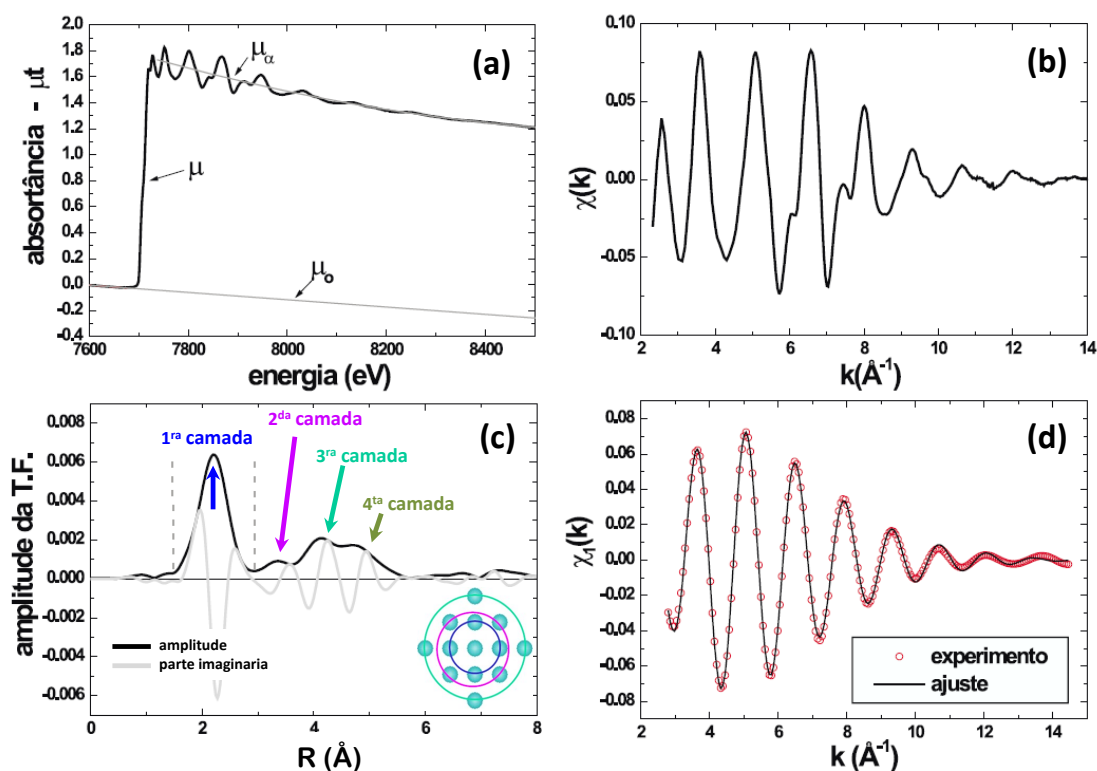 2.0
1.8
1.6
1.4
1.2
1.0
0.8
0.6
0.4
0.2
0.0
-0.2
-0.4
absortância - μt
μ
μα
μo
(a)
7600
7800
8000
8200
8400
energia (eV)
0.10
0.05
0.00
-0.05
-0.10
χ(k)
(b)
2
4
6
8
10
12
14
k(Å-1)
0.008
0.006
0.004
0.002
0.000
-0.002
-0.004
-0.006
amplitude da T.F.
1ra camada
2da camada
3ra camada
4ta camada
(c)
amplitude
parte imaginaria
0
2
4
6
8
R (Å)
0.08
0.06
0.04
0.02
0.00
-0.02
-0.04
-0.06
-0.08
χ1(k)
(d)
experimento
ajuste
2
4
6
8
10
12
14
k (Å-1)